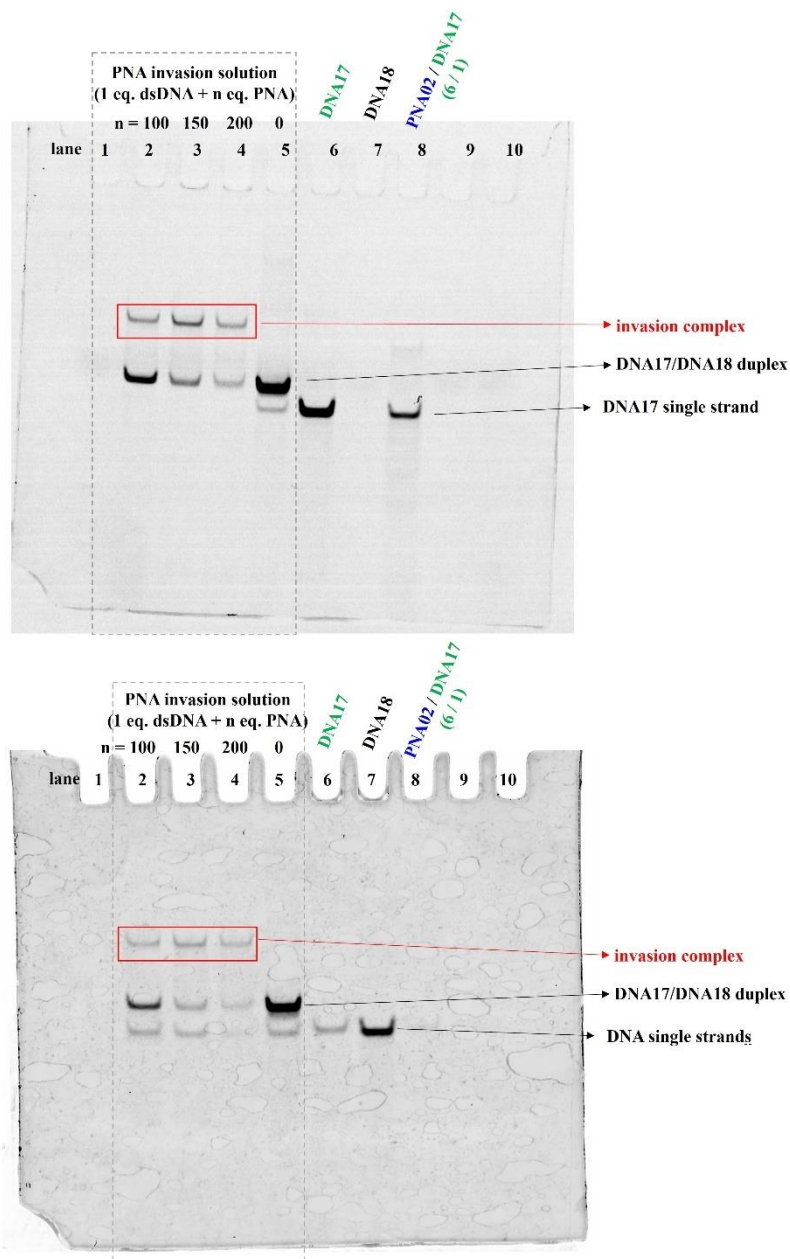 PNA invasion solution
(1 eq. dsDNA + n eq. PNA)
n = 100 150 200 0
DNA17
DNA18
PNA02 / DNA17
(6 / 1)
lane 1 2 3 4 5 6 7 8 9 10
invasion complex
DNA17/DNA18 duplex
DNA17 single strand
PNA invasion solution
(1 eq. dsDNA + n eq. PNA)
n = 100 150 200 0
DNA17
DNA18
PNA02 / DNA17
(6 / 1)
lane 1 2 3 4 5 6 7 8 9 10
invasion complex
DNA17/DNA18 duplex
DNA single strands